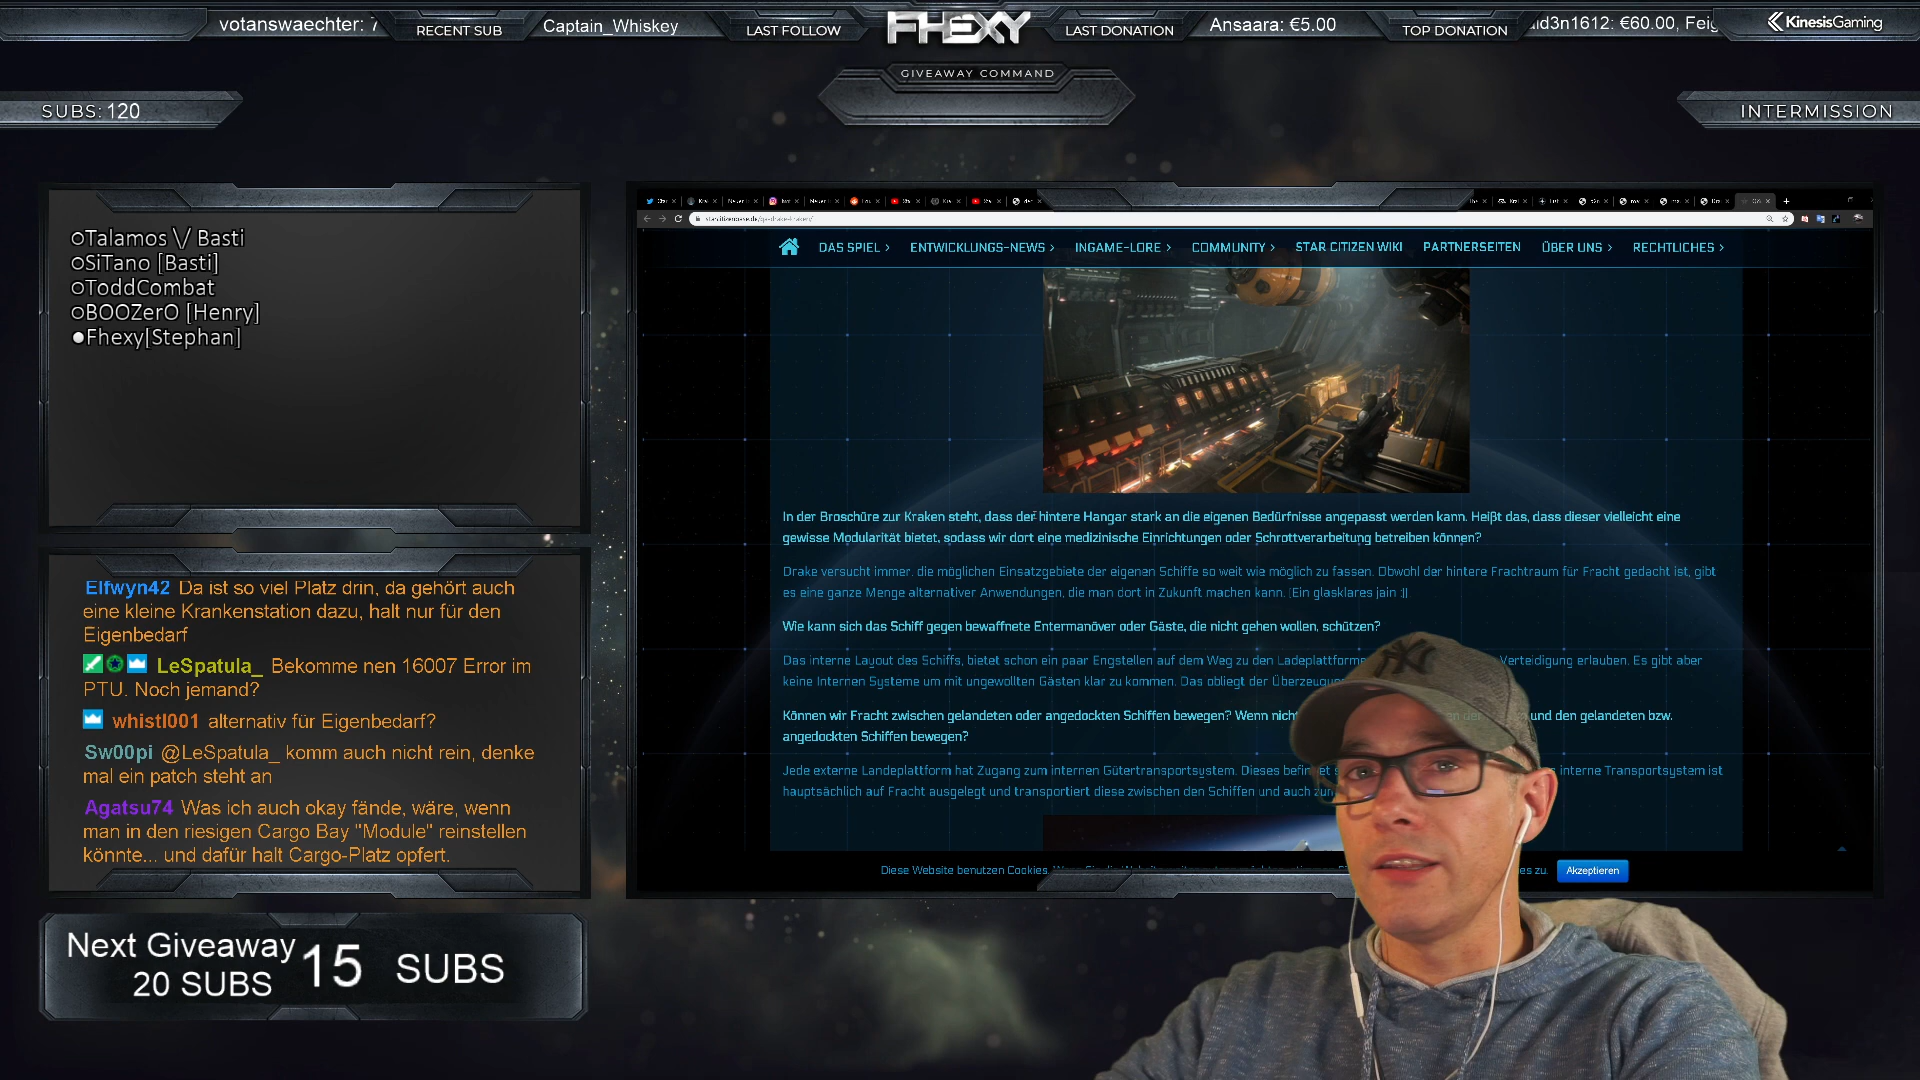 votanswaechter: 7
RECENT SUB
Captain_Whiskey
LAST FOLLOW
FHEXY
LAST DONATION
Ansaara: €5.00
TOP DONATION
id3n1612: €60.00, Feig
KinesisGaming
GIVEAWAY COMMAND
SUBS: 120
INTERMISSION
Talamos \/ Basti
SiTano [Basti]
ToddCombat
BOOZerO [Henry]
Fhexy[Stephan]
DAS SPIEL
ENTWICKLUNGS-NEWS
INGAME-LORE
COMMUNITY
STAR CITIZEN WIKI
PARTNERSEITEN
ÜBER UNS
RECHTLICHES
In der Broschüre zur Kraken steht, dass der hintere Hangar stark an die eigenen Bedürfnisse angepasst werden kann. Heißt das, dass dieser vielleicht eine
gewisse Modularität bietet, sodass wir dort eine medizinische Einrichtungen oder Schrottverarbeitung betreiben können?
Drake versucht immer, die möglichen Einsatzgebiete der eigenen Schiffe so weit wie möglich zu fassen. Obwohl der hintere Frachtraum für Fracht gedacht ist, gibt
es eine ganze Menge alternativer Anwendungen, die man dort in Zukunft machen kann. [Ein glasklares jain :)]
Wie kann sich das Schiff gegen bewaffnete Entermanöver oder Gäste, die nicht gehen wollen, schützen?
Das interne Layout des Schiffs, bietet schon ein paar Engstellen auf dem Weg zu den Ladeplattforme Verteidigung erlauben. Es gibt aber
keine Internen Systeme um mit ungewollten Gästen klar zu kommen. Das obliegt der Überzeugun
Können wir Fracht zwischen gelandeten oder angedockten Schiffen bewegen? Wenn nicht und den gelandeten bzw.
angedockten Schiffen bewegen?
Jede externe Landeplattform hat Zugang zum internen Gütertransportsystem. Dieses befindet s interne Transportsystem ist
hauptsächlich auf Fracht ausgelegt und transportiert diese zwischen den Schiffen und auch zum
Diese Website benutzen Cookies. es zu.
Akzeptieren
Elfwyn42 Da ist so viel Platz drin, da gehört auch
eine kleine Krankenstation dazu, halt nur für den
Eigenbedarf
LeSpatula_ Bekomme nen 16007 Error im
PTU. Noch jemand?
whistl001 alternativ für Eigenbedarf?
Sw00pi @LeSpatula_ komm auch nicht rein, denke
mal ein patch steht an
Agatsu74 Was ich auch okay fände, wäre, wenn
man in den riesigen Cargo Bay "Module" reinstellen
könnte... und dafür halt Cargo-Platz opfert.
Next Giveaway
20 SUBS
15 SUBS